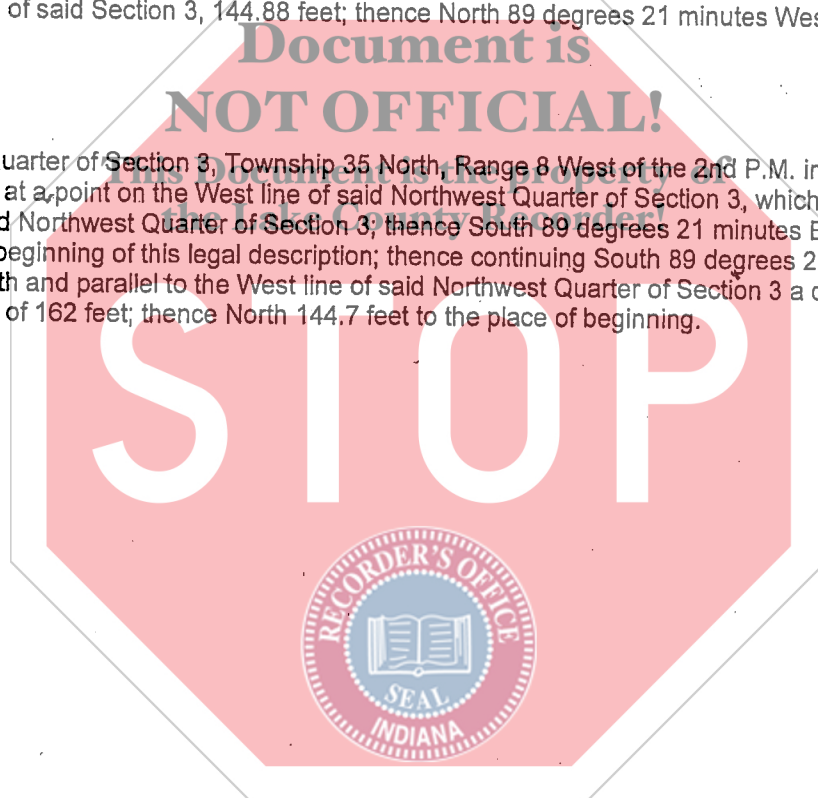 of said Section 3, 144.88 feet; thence North 89 degrees 21 minutes Wes
Document is
NOT OFFICIAL!
uarter of Section 3, Township 35 North, Range 8 West of the 2nd P.M. in
This Document is the property of
at a point on the West line of said Northwest Quarter of Section 3, which
the Lake County Recorder!
d Northwest Quarter of Section 3; thence South 89 degrees 21 minutes E
beginning of this legal description; thence continuing South 89 degrees 2
th and parallel to the West line of said Northwest Quarter of Section 3 a d
of 162 feet; thence North 144.7 feet to the place of beginning.
STOP
RECORDER'S OFFICE
SEAL
INDIANA